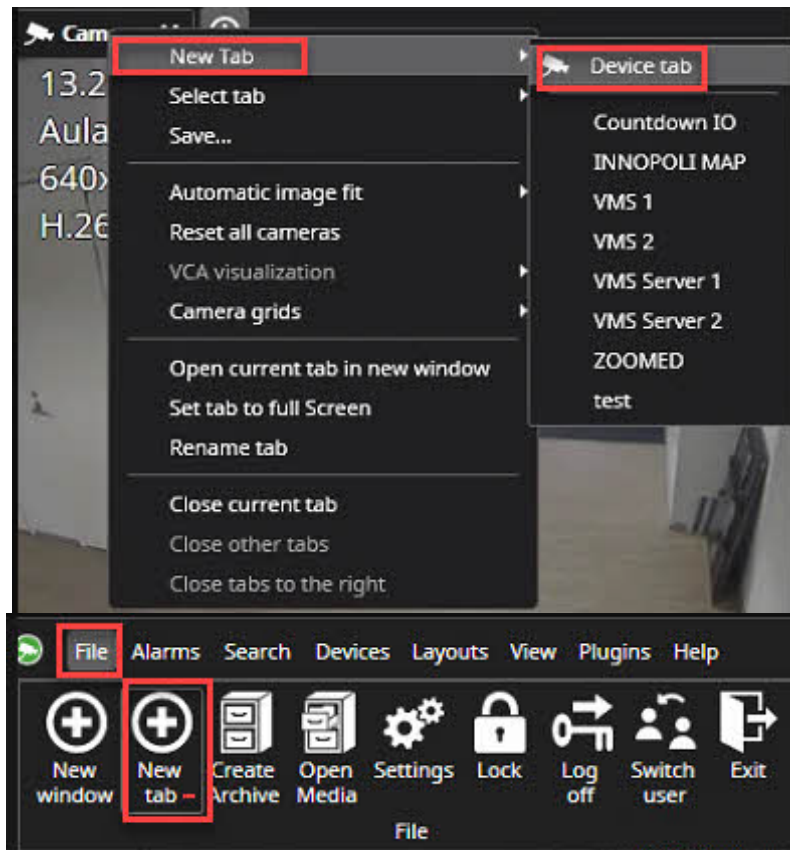 Cam
New Tab
Device tab
13.2
Select tab
Aula
Save...
Countdown IO
INNOPOLI MAP
640x
Automatic image fit
VMS 1
H.26
Reset all cameras
VMS 2
VCA visualization
VMS Server 1
Camera grids
VMS Server 2
ZOOMED
Open current tab in new window
test
Set tab to full Screen
Rename tab
Close current tab
Close other tabs
Close tabs to the right
File Alarms Search Devices Layouts View Plugins Help
New window
New tab
Create Archive
Open Media
Settings
Lock
Log off
Switch user
Exit
File